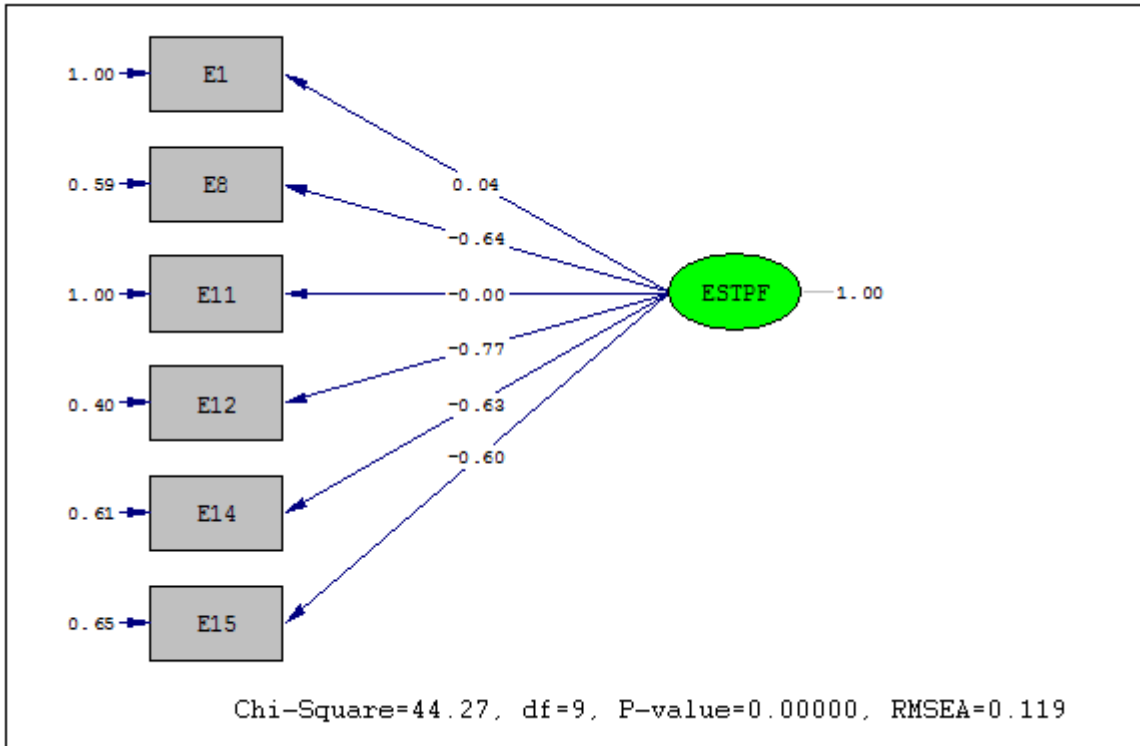 1.00 E1
0.04
0.59 E8
-0.64
1.00 E11 -0.00 ESTPF 1.00
-0.77
0.40 E12
-0.63
-0.60
0.61 E14
0.65 E15
Chi-Square=44.27, df=9, P-value=0.00000, RMSEA=0.119